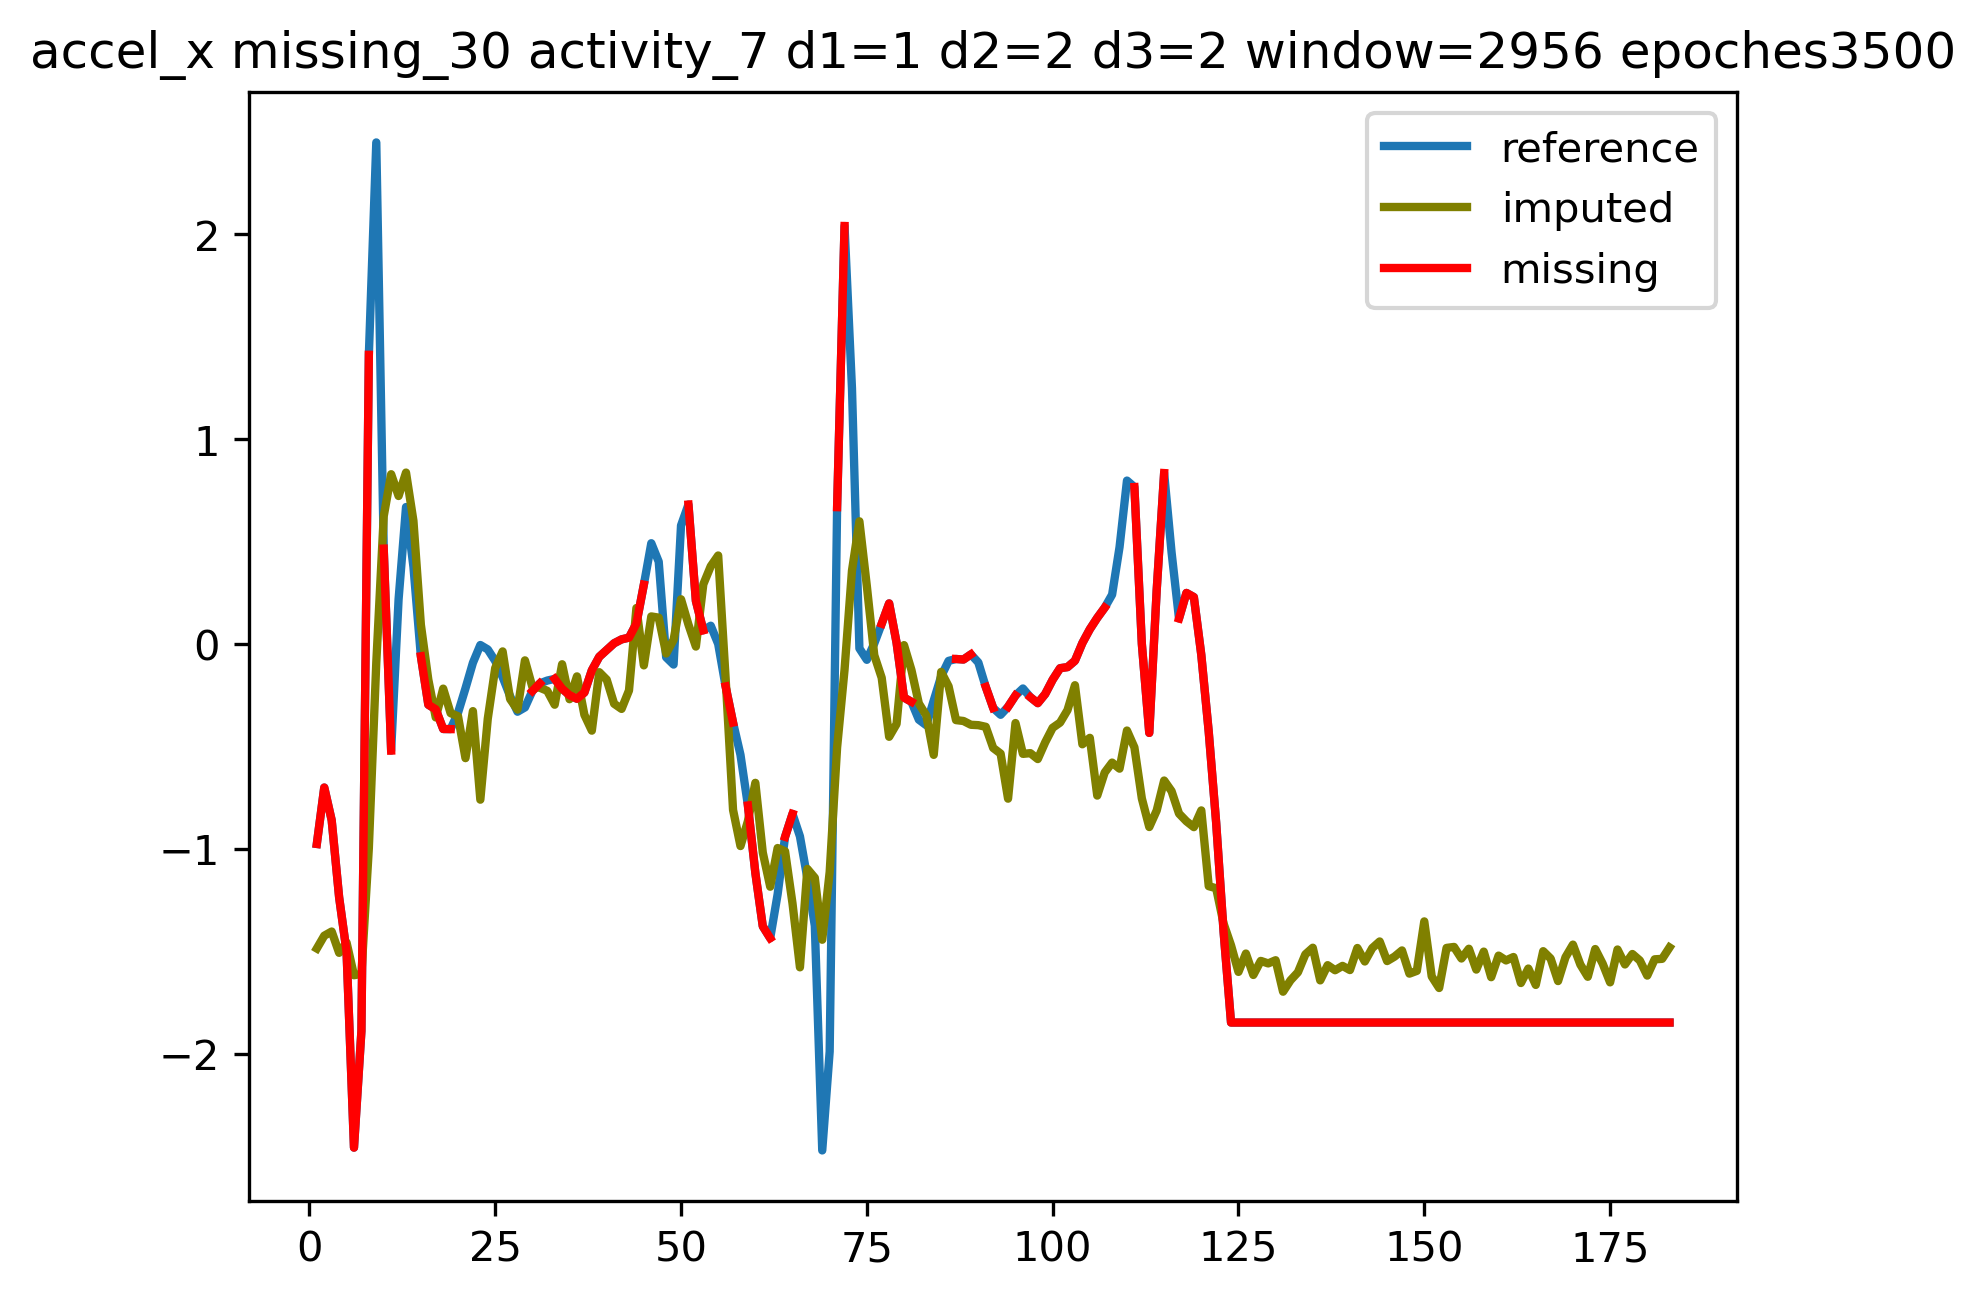 accel_x missing_30 activity_7 d1=1 d2=2 d3=2 window=2956 epoches3500
reference
imputed
missing
2
1
0
−1
−2
0 25 50 75 100 125 150 175